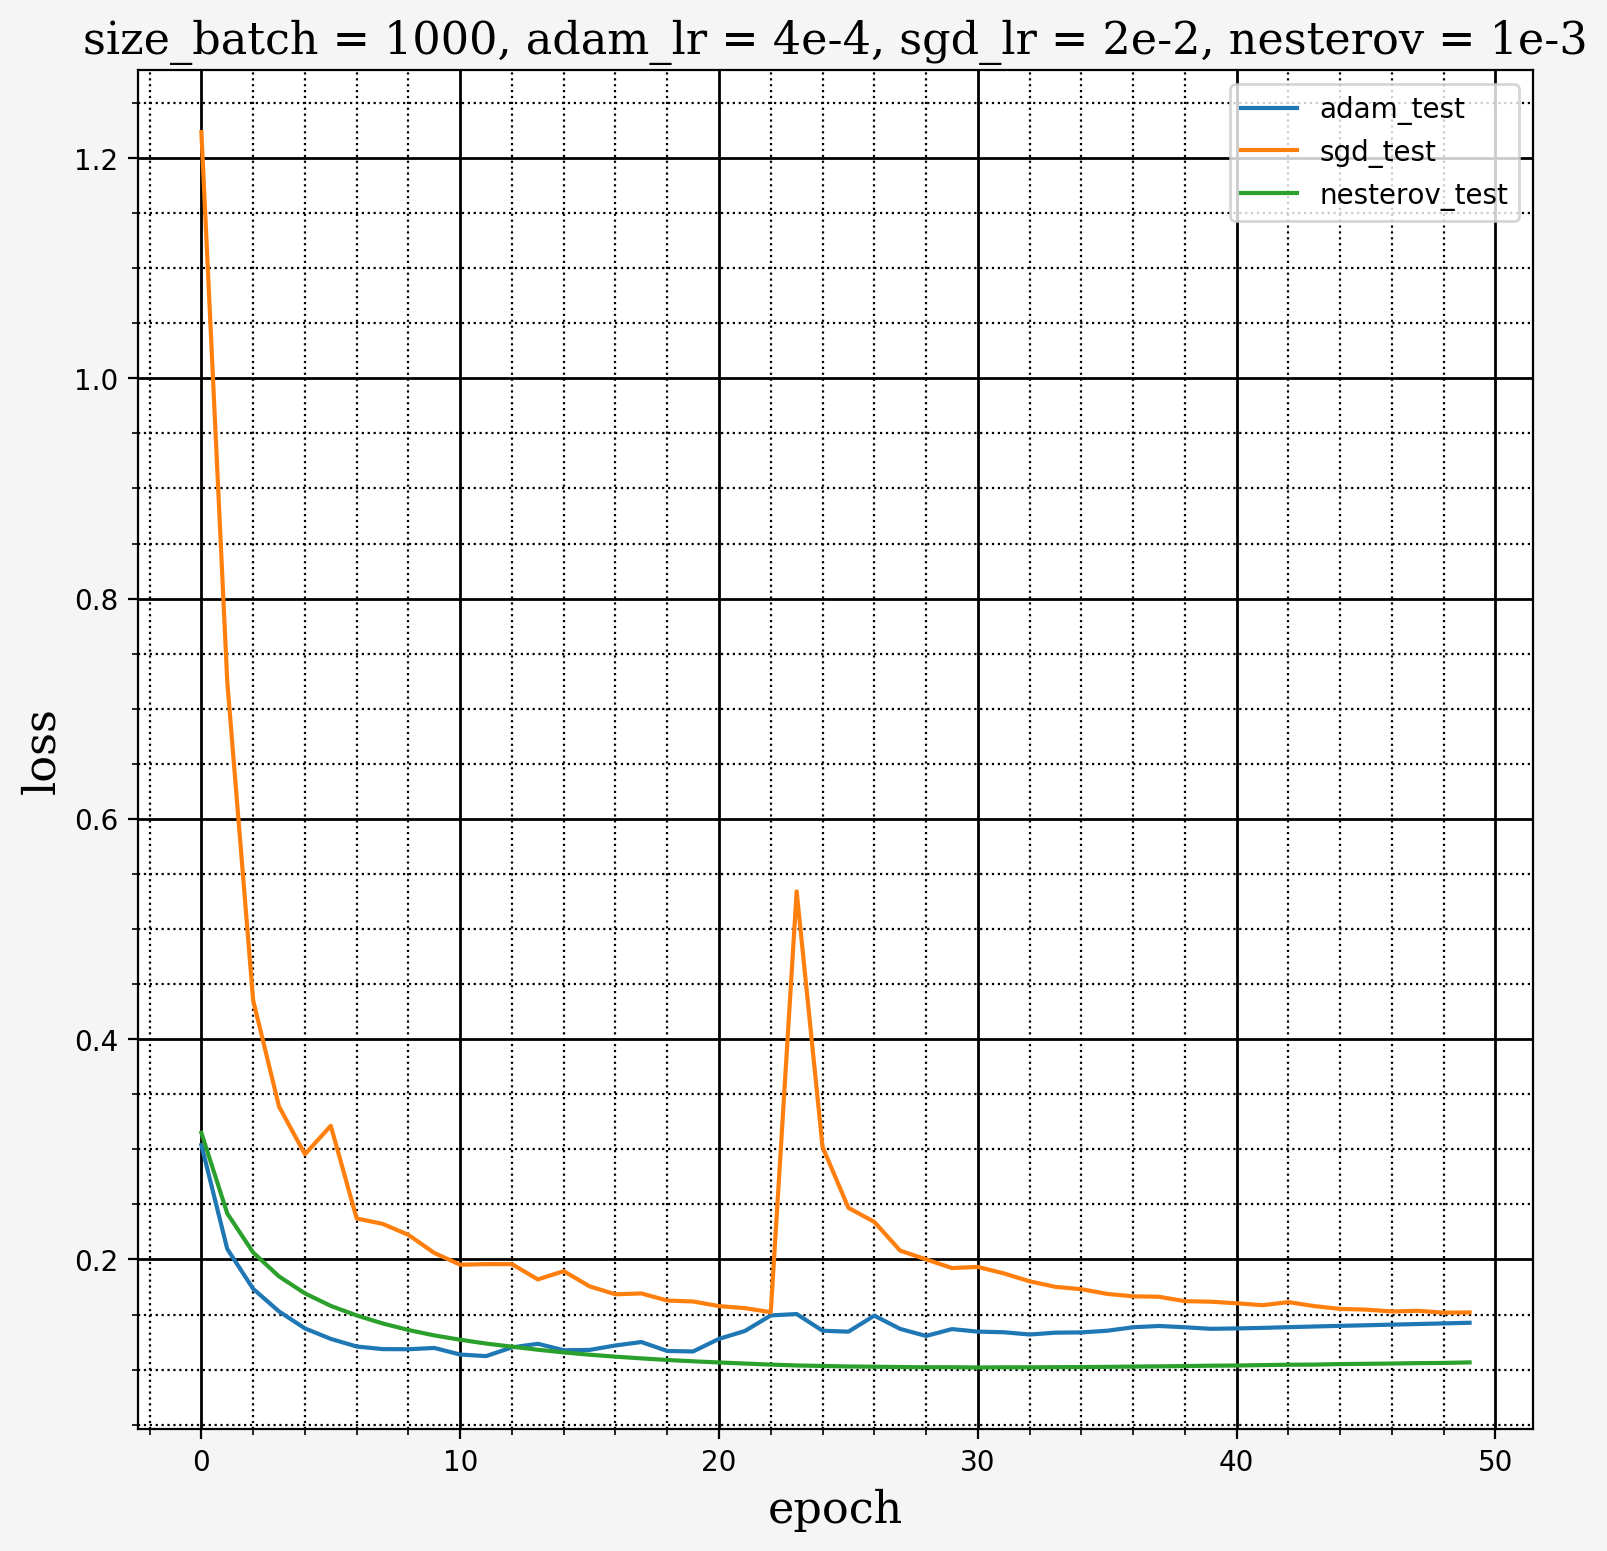 size_batch = 1000, adam_lr = 4e-4, sgd_lr = 2e-2, nesterov = 1e-3
adam_test
sgd_test
nesterov_test
1.2
1.0
0.8
0.6
0.4
0.2
loss
0 10 20 30 40 50
epoch